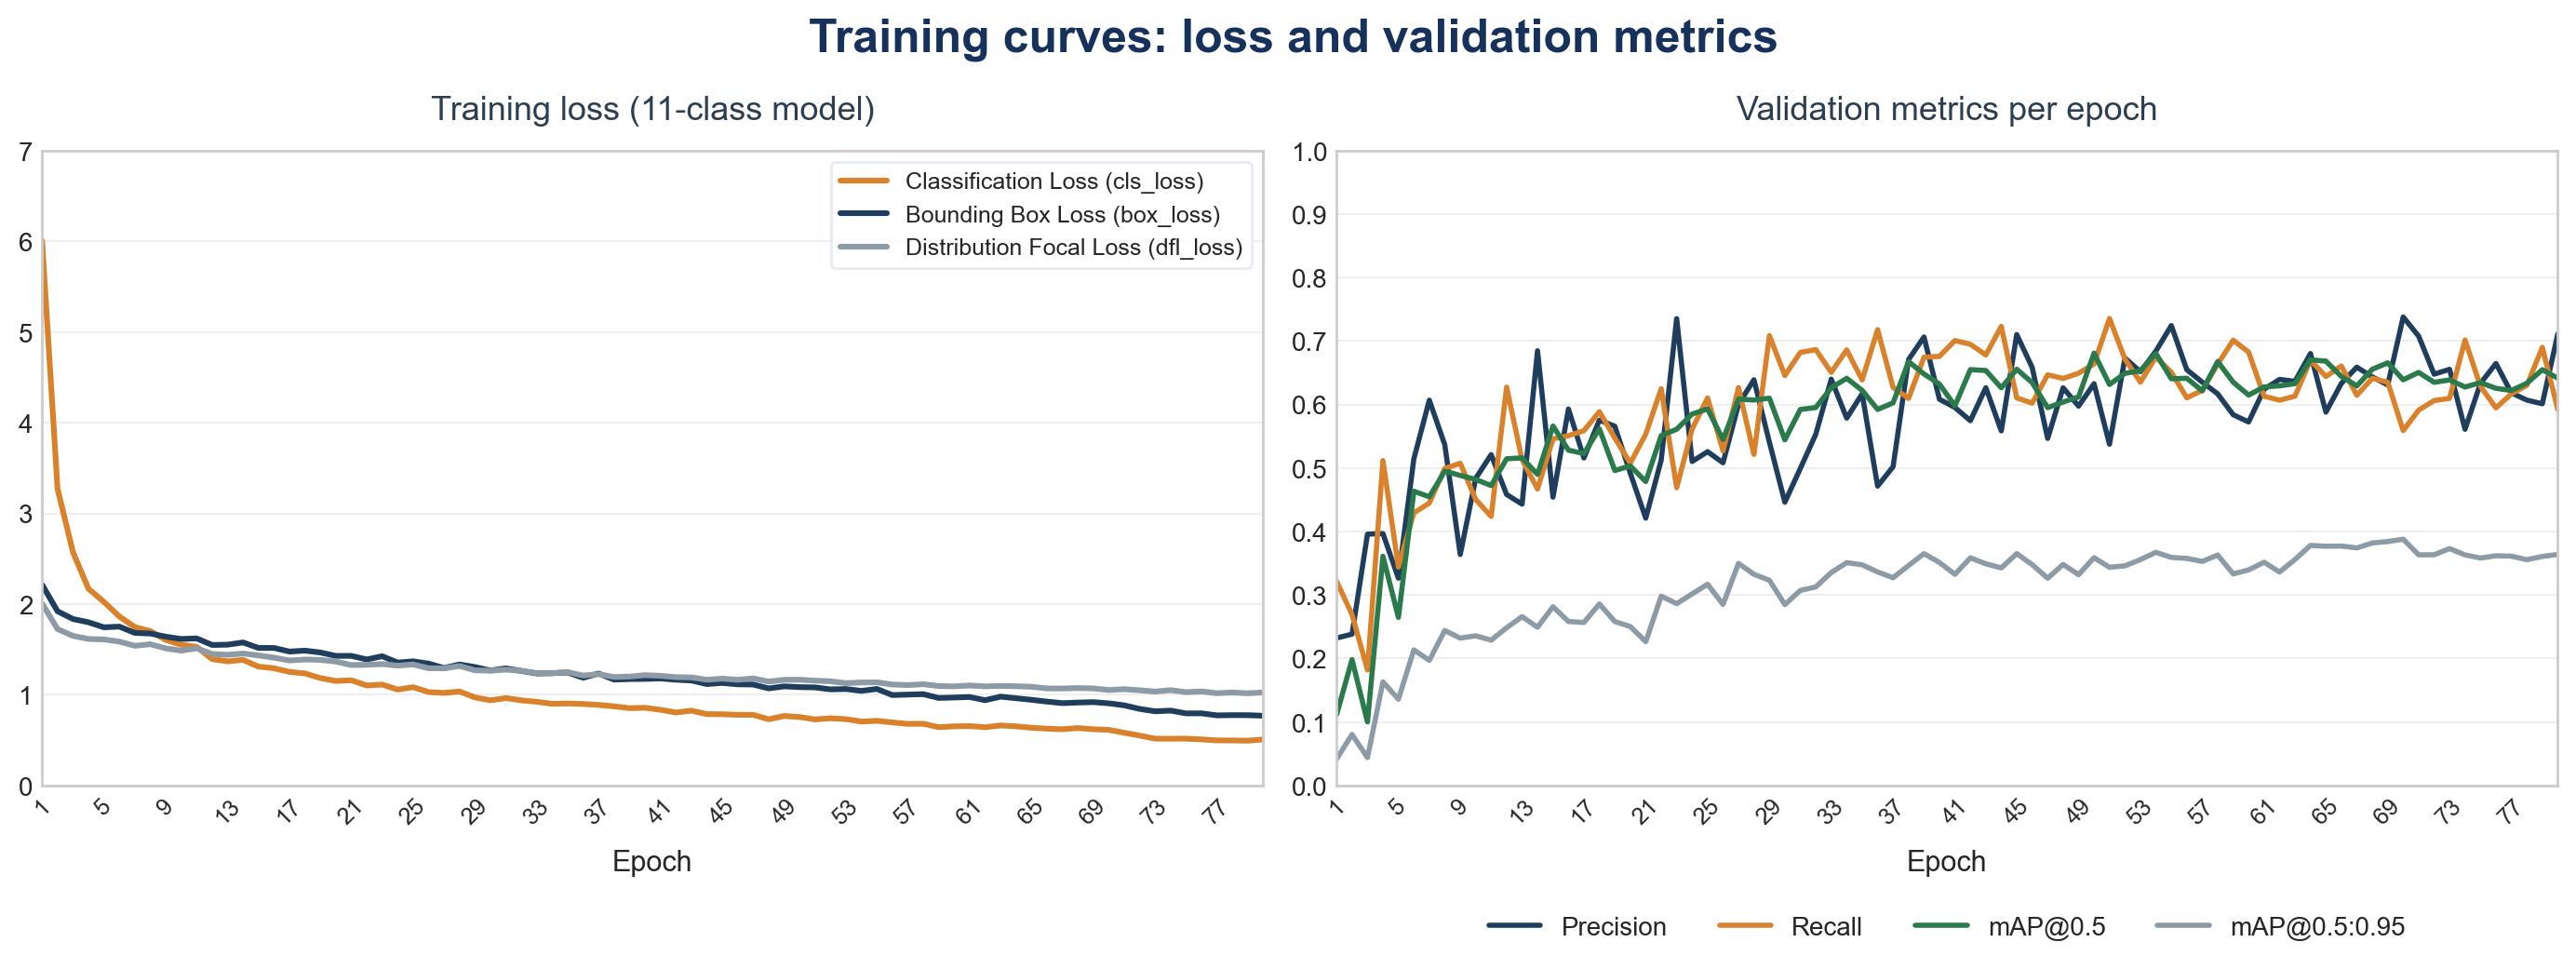 Training curves: loss and validation metrics
Training loss (11-class model)
7
6
5
4
3
2
1
0
Classification Loss (cls_loss)
Bounding Box Loss (box_loss)
Distribution Focal Loss (dfl_loss)
1 5 9 13 17 21 25 29 33 37 41 45 49 53 57 61 65 69 73 77
Epoch
Validation metrics per epoch
1.0
0.9
0.8
0.7
0.6
0.5
0.4
0.3
0.2
0.1
0.0
1 5 9 13 17 21 25 29 33 37 41 45 49 53 57 61 65 69 73 77
Epoch
Precision Recall mAP@0.5 mAP@0.5:0.95